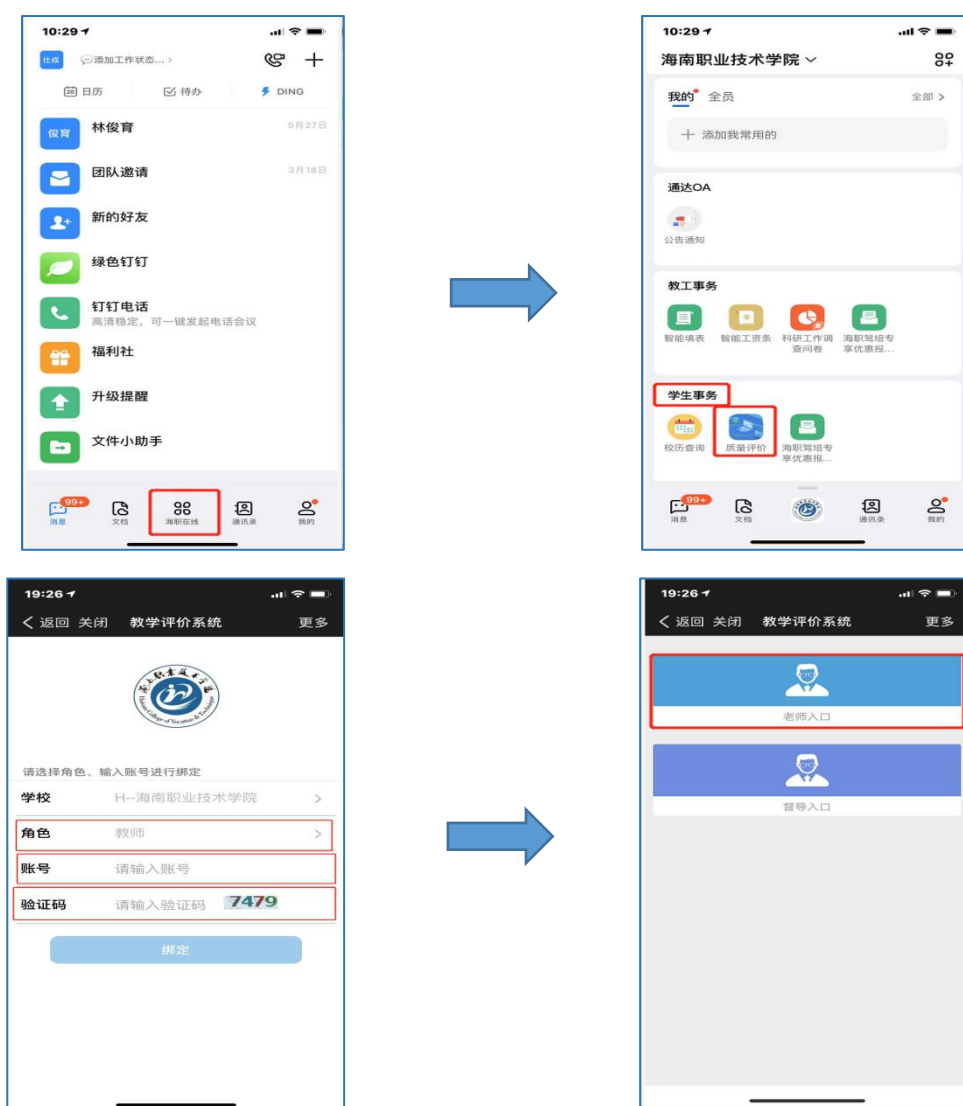 10:29
仕成
添加工作状态... >
28 日历
待办
DING
俊育
林俊育
5月27日
团队邀请
3月18日
新的好友
绿色钉钉
钉钉电话
高清稳定，可一键发起电话会议
福利社
升级提醒
文件小助手
99+
消息
文档
海职在线
通讯录
我的
10:29
海南职业技术学院
我的 全员
全部 >
添加我常用的
通达OA
公告通知
教工事务
智能填表
智能工资条
科研工作调
查问卷
海职驾培专
享优惠报...
学生事务
校历查询
质量评价
海职驾培专
享优惠报...
99+
消息
文档
通讯录
我的
19:26
返回 关闭 教学评价系统 更多
请选择角色、输入账号进行绑定
学校 H--海南职业技术学院 >
角色 教师 >
账号 请输入账号
验证码 请输入验证码 7479
绑定
19:26
返回 关闭 教学评价系统 更多
老师入口
督导入口